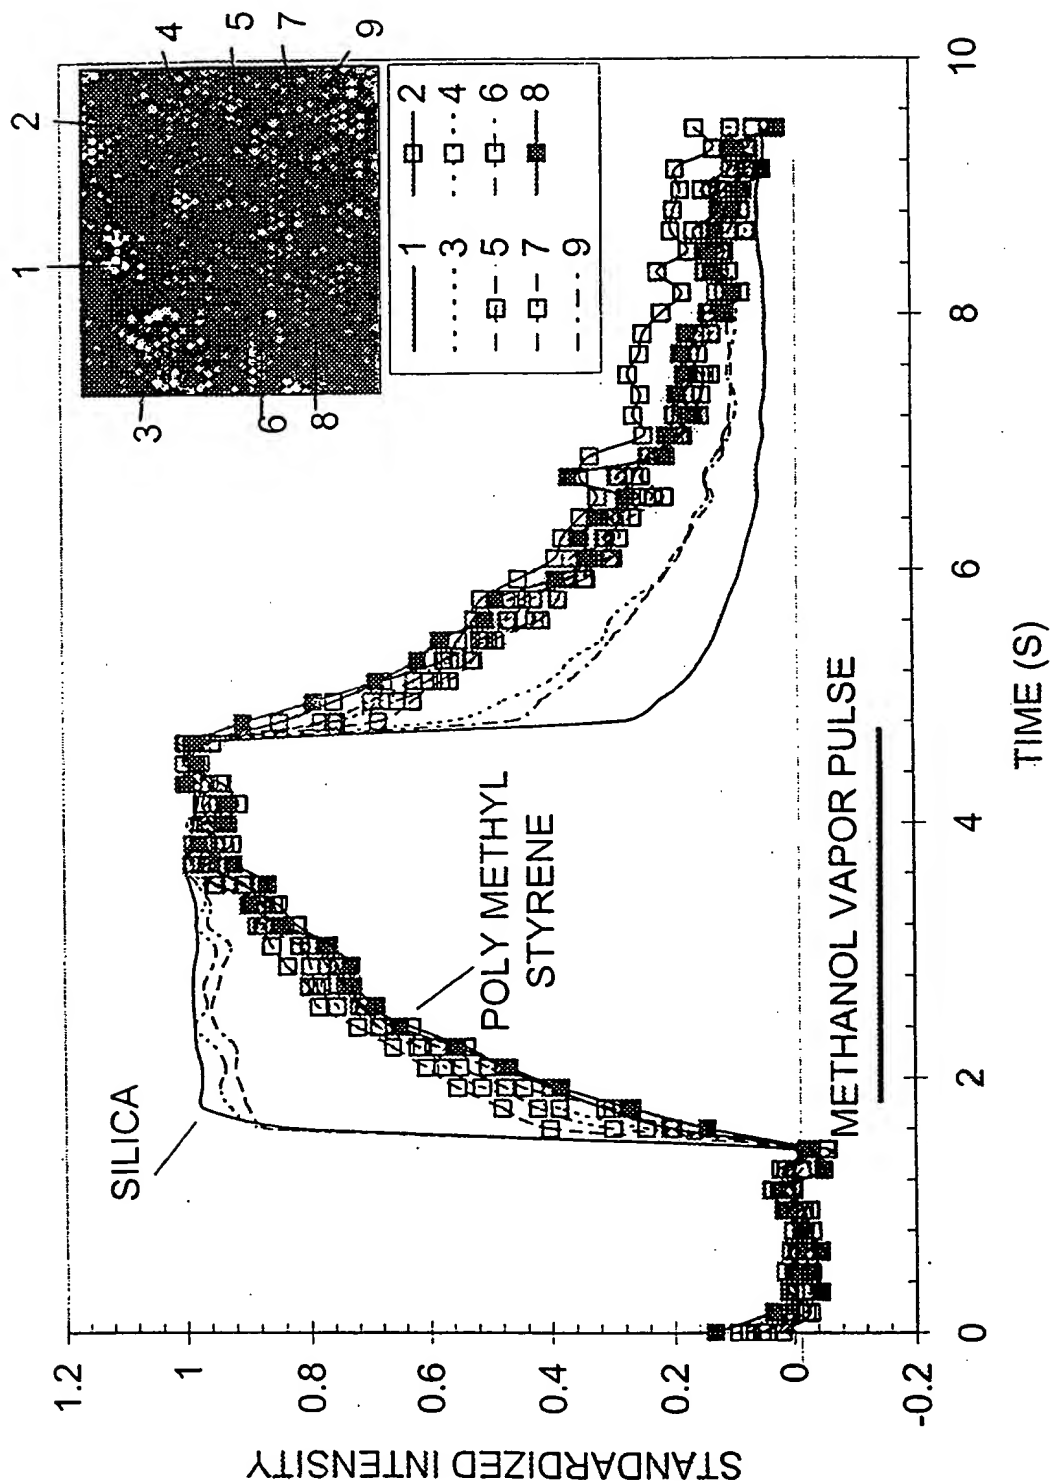 1 2
3 4
5
6 7
8 9
1 2
3 4
5 6
7 8
9
SILICA
POLY METHYL
STYRENE
METHANOL VAPOR PULSE
STANDARDIZED INTENSITY
1.2
1
0.8
0.6
0.4
0.2
0
-0.2
0 2 4 6 8 10
TIME (S)